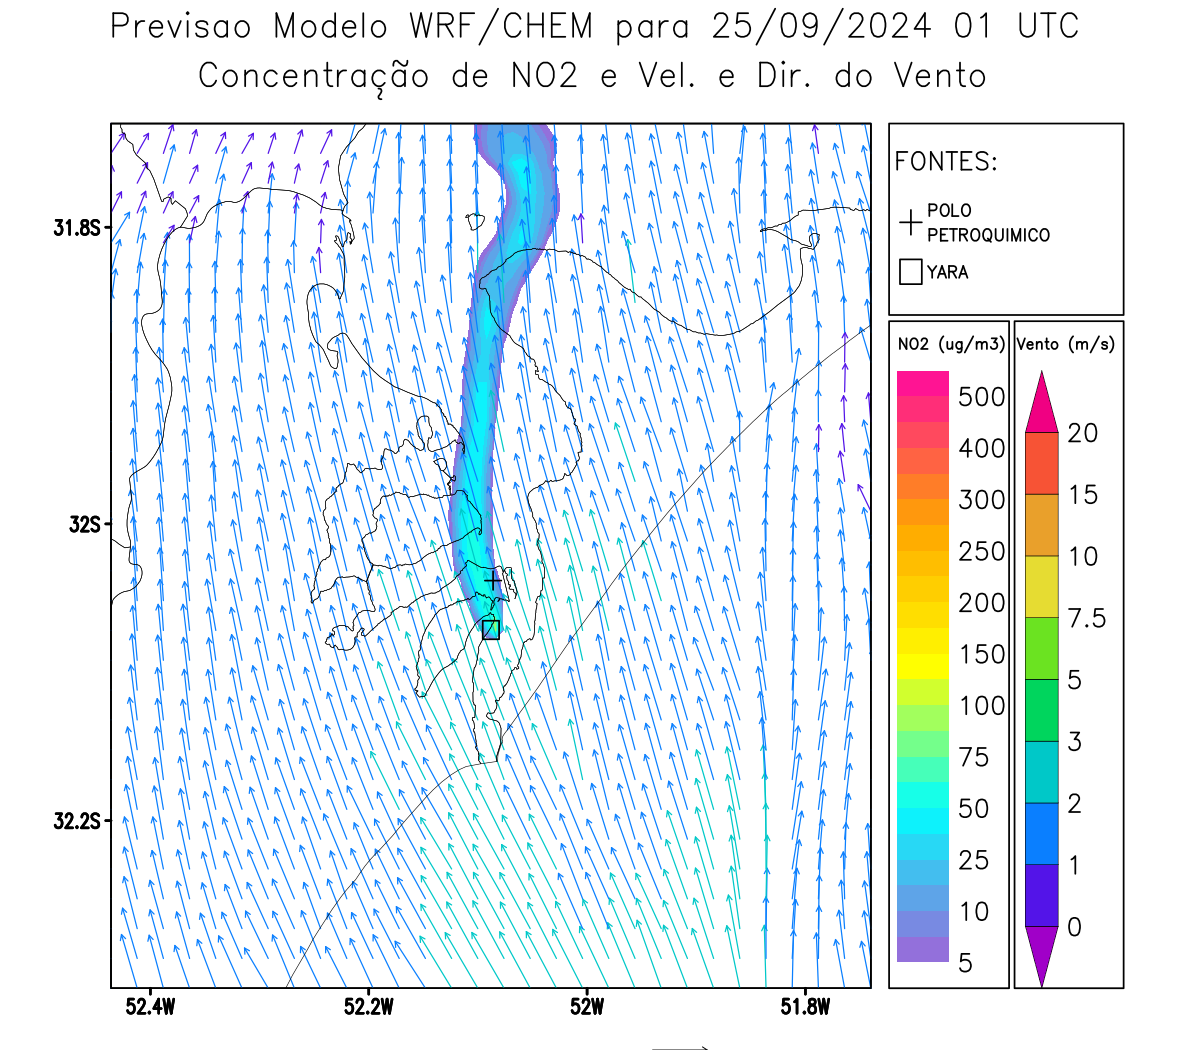 Previsao Modelo WRF/CHEM para 25/09/2024 01 UTC
Concentração de NO2 e Vel. e Dir. do Vento
FONTES:
POLO
PETROQUIMICO
YARA
31.8S
32S
32.2S
52.4W
52.2W
52W
51.8W
NO2 (ug/m3)
500
400
300
250
200
150
100
75
50
25
10
5
Vento (m/s)
20
15
10
7.5
5
3
2
1
0